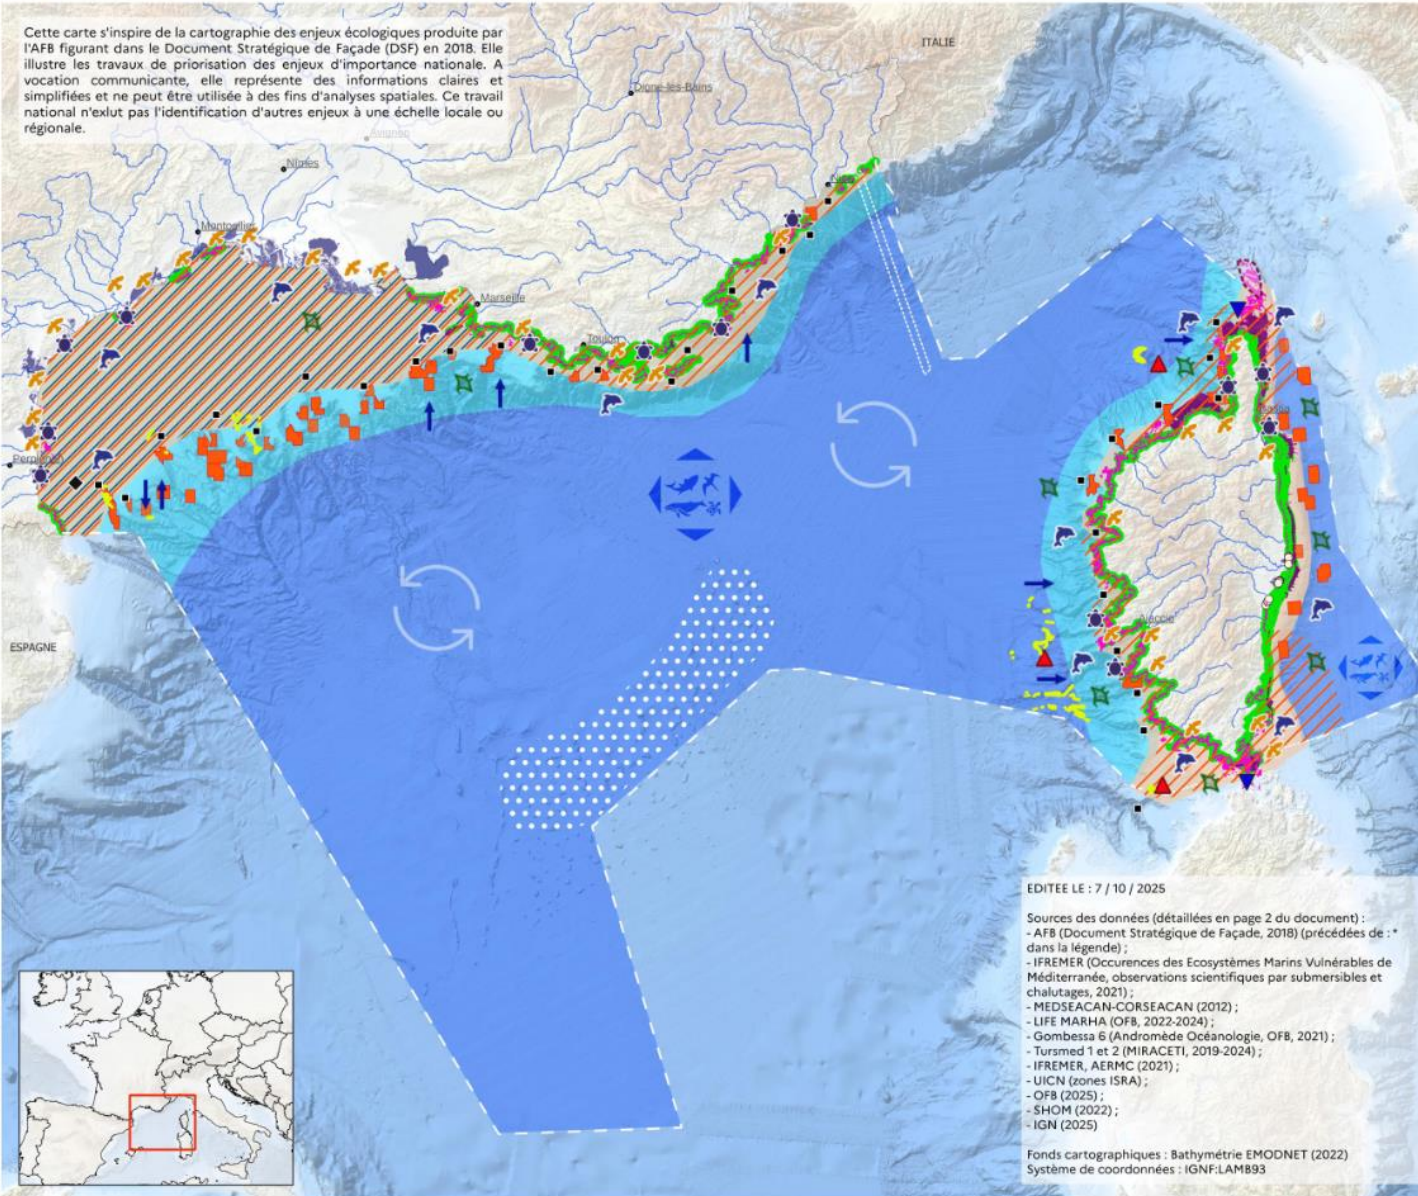 Cette carte s'inspire de la cartographie des enjeux écologiques produite par
l'AFB figurant dans le Document Stratégique de Façade (DSF) en 2018. Elle
illustre les travaux de priorisation des enjeux d'importance nationale. A
vocation communicante, elle représente des informations claires et
simplifiées et ne peut être utilisée à des fins d'analyses spatiales. Ce travail
national n'exlut pas l'identification d'autres enjeux à une échelle locale ou
régionale.
ITALIE
Digne-les-Bains
Avignon
Nîmes
Nice
Montpellier
Marseille
Toulon
Bastia
Perpignan
Ajaccio
ESPAGNE
EDITEE LE : 7 / 10 / 2025
Sources des données (détaillées en page 2 du document) :
- AFB (Document Stratégique de Façade, 2018) (précédées de : *
dans la légende) ;
- IFREMER (Occurences des Ecosystèmes Marins Vulnérables de
Méditerranée, observations scientifiques par submersibles et
chalutages, 2021) ;
- MEDSEACAN-CORSEACAN (2012) ;
- LIFE MARHA (OFB, 2022-2024) ;
- Gombessa 6 (Andromède Océanologie, OFB, 2021) ;
- Tursmed 1 et 2 (MIRACETI, 2019-2024) ;
- IFREMER, AERMC (2021) ;
- UICN (zones ISRA) ;
- OFB (2025) ;
- SHOM (2022) ;
- IGN (2025)
Fonds cartographiques : Bathymétrie EMODNET (2022)
Système de coordonnées : IGNF:LAMB93